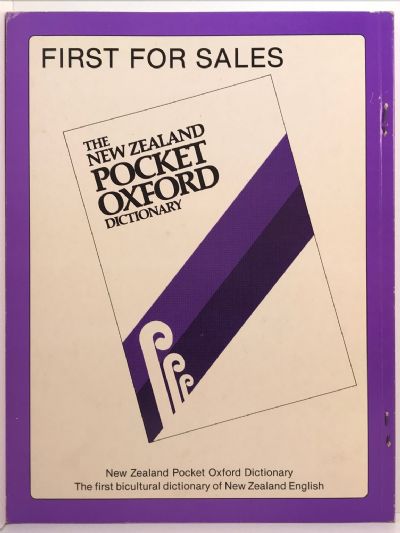 FIRST FOR SALES
THE
NEW ZEALAND
POCKET
OXFORD
DICTIONARY
New Zealand Pocket Oxford Dictionary
The first bicultural dictionary of New Zealand English